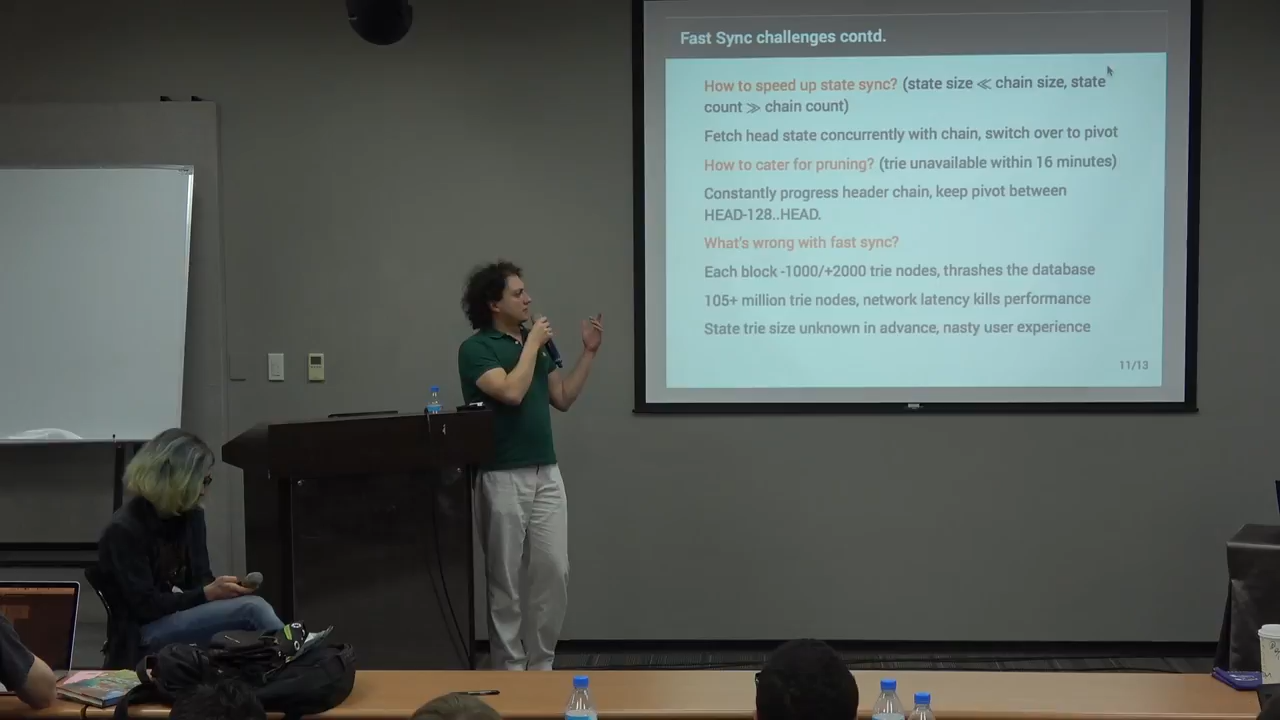 Fast Sync challenges contd.
How to speed up state sync? (state size ≪ chain size, state
count ≫ chain count)
Fetch head state concurrently with chain, switch over to pivot
How to cater for pruning? (trie unavailable within 16 minutes)
Constantly progress header chain, keep pivot between
HEAD-128..HEAD.
What's wrong with fast sync?
Each block -1000/+2000 trie nodes, thrashes the database
105+ million trie nodes, network latency kills performance
State trie size unknown in advance, nasty user experience
11/13